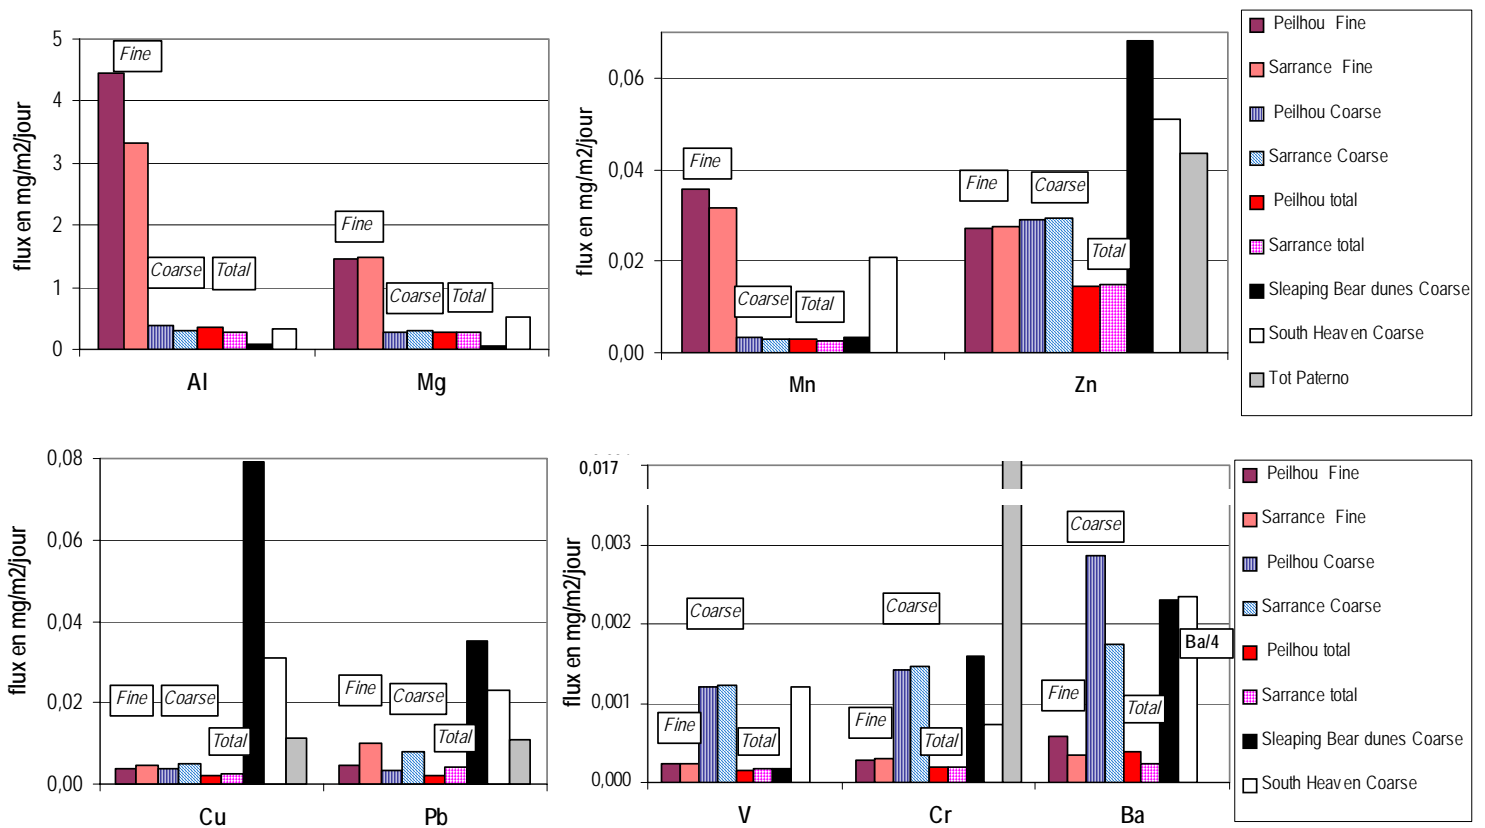 flux en mg/m2/jour
5
4
3
2
1
0
Fine
Coarse
Total
Fine
Coarse
Total
Al
Mg
flux en mg/m2/jour
0,06
0,04
0,02
0,00
Fine
Coarse
Total
Fine
Coarse
Total
Mn
Zn
Peilhou Fine
Sarrance Fine
Peilhou Coarse
Sarrance Coarse
Peilhou total
Sarrance total
Sleaping Bear dunes Coarse
South Heaven Coarse
Tot Paterno
flux en mg/m2/jour
0,08
0,06
0,04
0,02
0,00
Fine
Coarse
Total
Fine
Coarse
Total
Cu
Pb
flux en mg/m2/jour
0,017
0,003
0,002
0,001
0,000
Fine
Coarse
Total
Fine
Coarse
Total
Fine
Coarse
Total
Ba/4
V
Cr
Ba
Peilhou Fine
Sarrance Fine
Peilhou Coarse
Sarrance Coarse
Peilhou total
Sarrance total
Sleaping Bear dunes Coarse
South Heaven Coarse